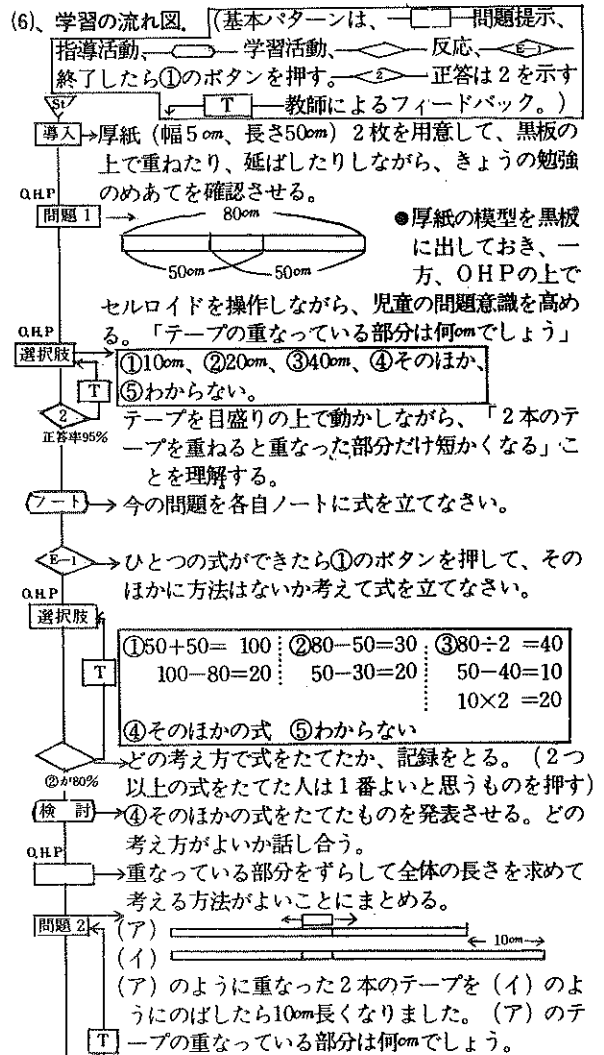 (6)、学習の流れ図. (基本パターンは、―□―問題提示、
指導活動、 学習活動、 反応、E-1
終了したら①のボタンを押す。 2 正答は2を示す
St T 教師によるフィードバック。)
導入 →厚紙(幅5cm、長さ50cm)2枚を用意して、黒板の
上で重ねたり、延ばしたりしながら、きょうの勉強
O.H.P のめあてを確認させる。
問題1 → 80cm ●厚紙の模型を黒板
に出しておき、一
50cm 50cm 方、OHPの上で
セルロイドを操作しながら、児童の問題意識を高め
O.H.P る。「テープの重なっている部分は何cmでしょう」
選択肢 ①10cm、②20cm、③40cm、④そのほか、
T ⑤わからない。
2 テープを目盛りの上で動かしながら、「2本のテ
正答率95% ープを重ねると重なった部分だけ短かくなる」こ
とを理解する。
ノート → 今の問題を各自ノートに式を立てなさい。
E-1 →ひとつの式ができたら①のボタンを押して、その
ほかに方法はないか考えて式を立てなさい。
O.H.P
選択肢
①50+50= 100 ②80-50=30 ③80÷2 =40
T 100-80=20 50-30=20 50-40=10
10×2 =20
④そのほかの式 ⑤わからない
→どの考え方で式をたてたか、記録をとる。(2つ
②が80% 以上の式をたてた人は1番よいと思うものを押す)
検討 →④そのほかの式をたてたものを発表させる。どの
考え方がよいか話し合う。
O.H.P
→重なっている部分をずらして全体の長さを求めて
考える方法がよいことにまとめる。
問題2 (ア) 10cm
(イ)
(ア)のように重なった2本のテープを(イ)のよ
うにのばしたら10cm長くなりました。(ア)のテ
T ープの重なっている部分は何cmでしょう。